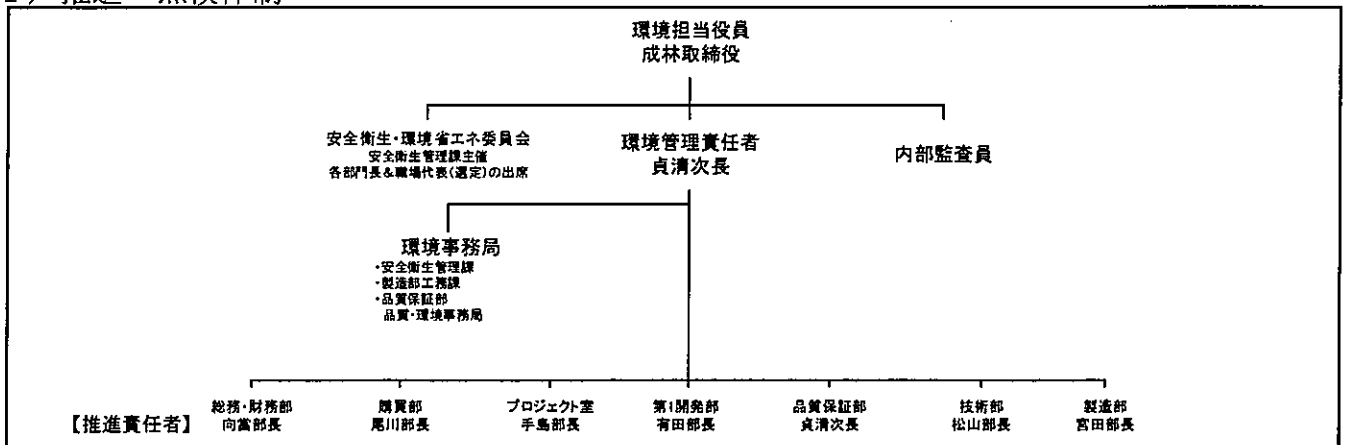 環境担当役員
成林取締役
安全衛生・環境省エネ委員会
安全衛生管理課主催
各部門長&職場代表(選定)の出席
環境管理責任者
貞清次長
内部監査員
環境事務局
・安全衛生管理課
・製造部工務課
・品質保証部
品質・環境事務局
【推進責任者】
総務・財務部
向當部長
購買部
尾川部長
プロジェクト室
手島部長
第1開発部
有田部長
品質保証部
貞清次長
技術部
松山部長
製造部
宮田部長